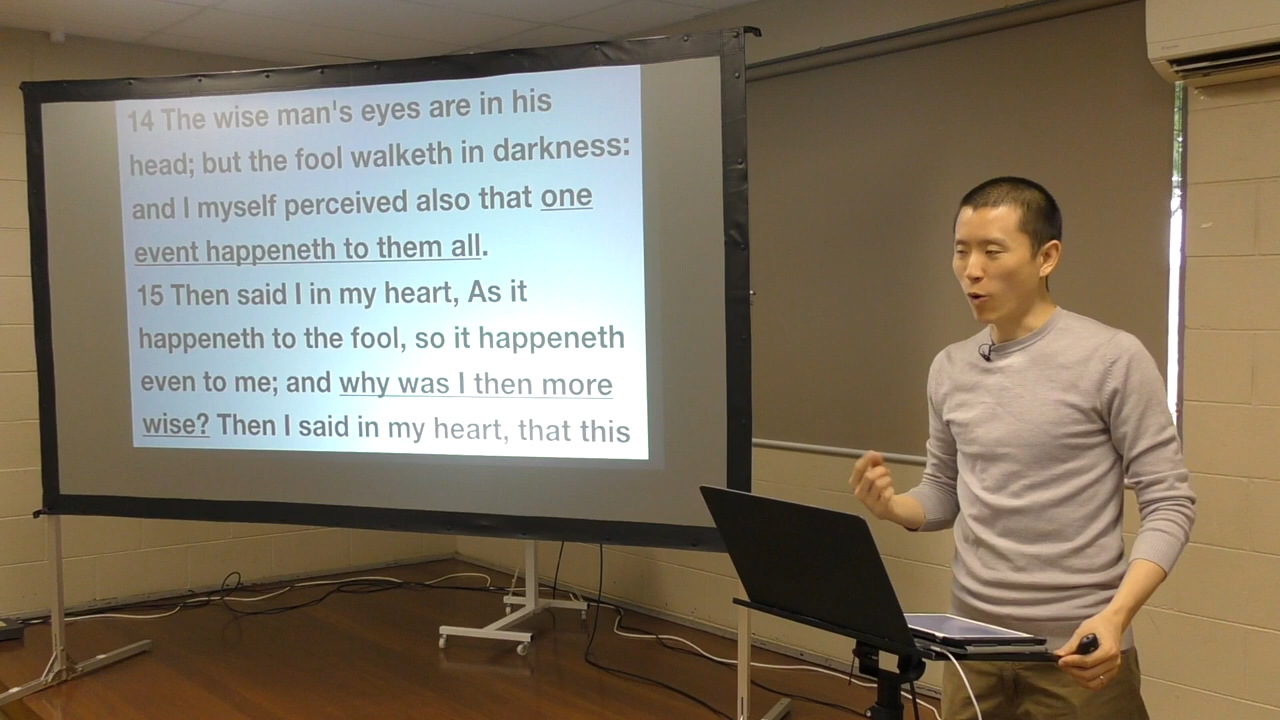 14 The wise man's eyes are in his
head; but the fool walketh in darkness:
and I myself perceived also that one
event happeneth to them all.
15 Then said I in my heart, As it
happeneth to the fool, so it happeneth
even to me; and why was I then more
wise? Then I said in my heart, that this